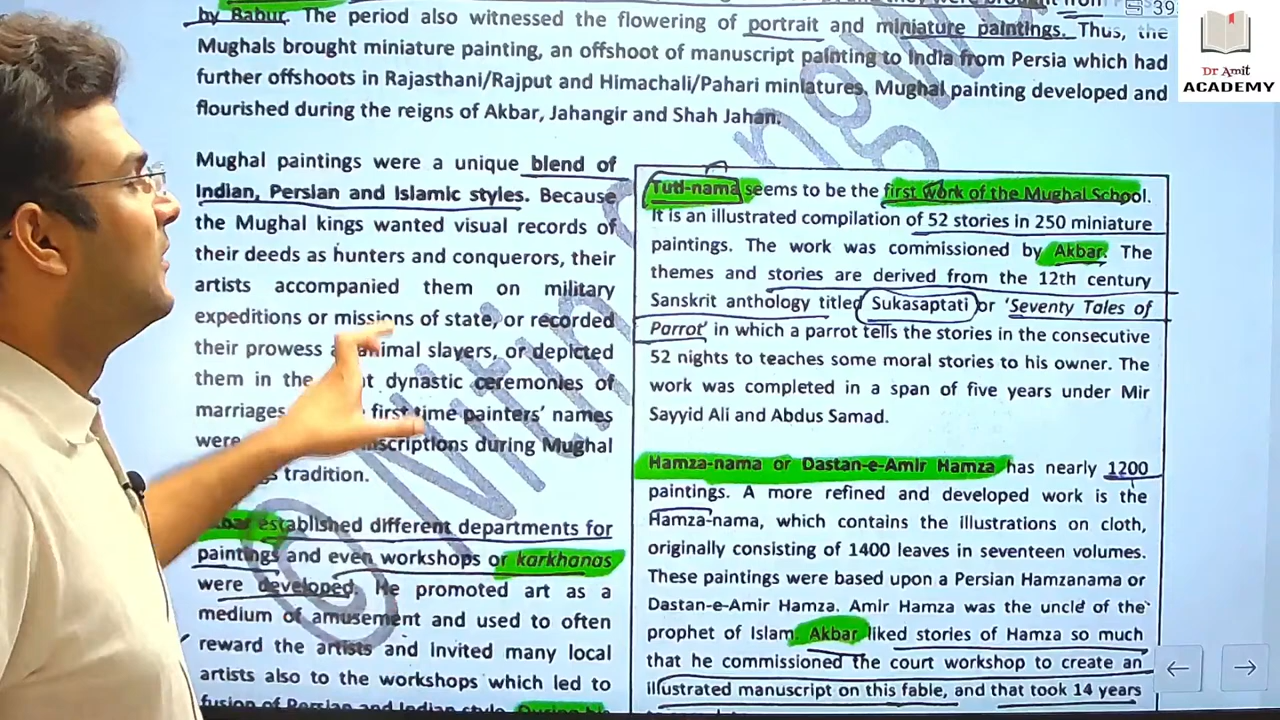 by Babur. The period also witnessed the flowering of portrait and miniature paintings. Thus, the
Mughals brought miniature painting, an offshoot of manuscript painting to India from Persia which had
further offshoots in Rajasthani/Rajput and Himachali/Pahari miniatures. Mughal painting developed and
flourished during the reigns of Akbar, Jahangir and Shah Jahan.
Mughal paintings were a unique blend of
Indian, Persian and Islamic styles. Because
the Mughal kings wanted visual records of
their deeds as hunters and conquerors, their
artists accompanied them on military
expeditions or missions of state, or recorded
their prowess animal slayers, or depicted
them in the dynastic ceremonies of
marriages first time painters' names
were inscriptions during Mughal
tradition.
established different departments for
paintings and even workshops or karkhanas
were developed. He promoted art as a
medium of amusement and used to often
reward the artists and Invited many local
artists also to the workshops which led to
fusion of Persian and Indian style. During his
Tuti-nama seems to be the first work of the Mughal School.
It is an illustrated compilation of 52 stories in 250 miniature
paintings. The work was commissioned by Akbar. The
themes and stories are derived from the 12th century
Sanskrit anthology titled Sukasaptati or 'Seventy Tales of
Parrot' in which a parrot tells the stories in the consecutive
52 nights to teaches some moral stories to his owner. The
work was completed in a span of five years under Mir
Sayyid Ali and Abdus Samad.
Hamza-nama or Dastan-e-Amir Hamza has nearly 1200
paintings. A more refined and developed work is the
Hamza-nama, which contains the illustrations on cloth,
originally consisting of 1400 leaves in seventeen volumes.
These paintings were based upon a Persian Hamzanama or
Dastan-e-Amir Hamza. Amir Hamza was the uncle of the
prophet of Islam. Akbar liked stories of Hamza so much
that he commissioned the court workshop to create an
illustrated manuscript on this fable, and that took 14 years
39
Dr Amit
ACADEMY
© Nitin